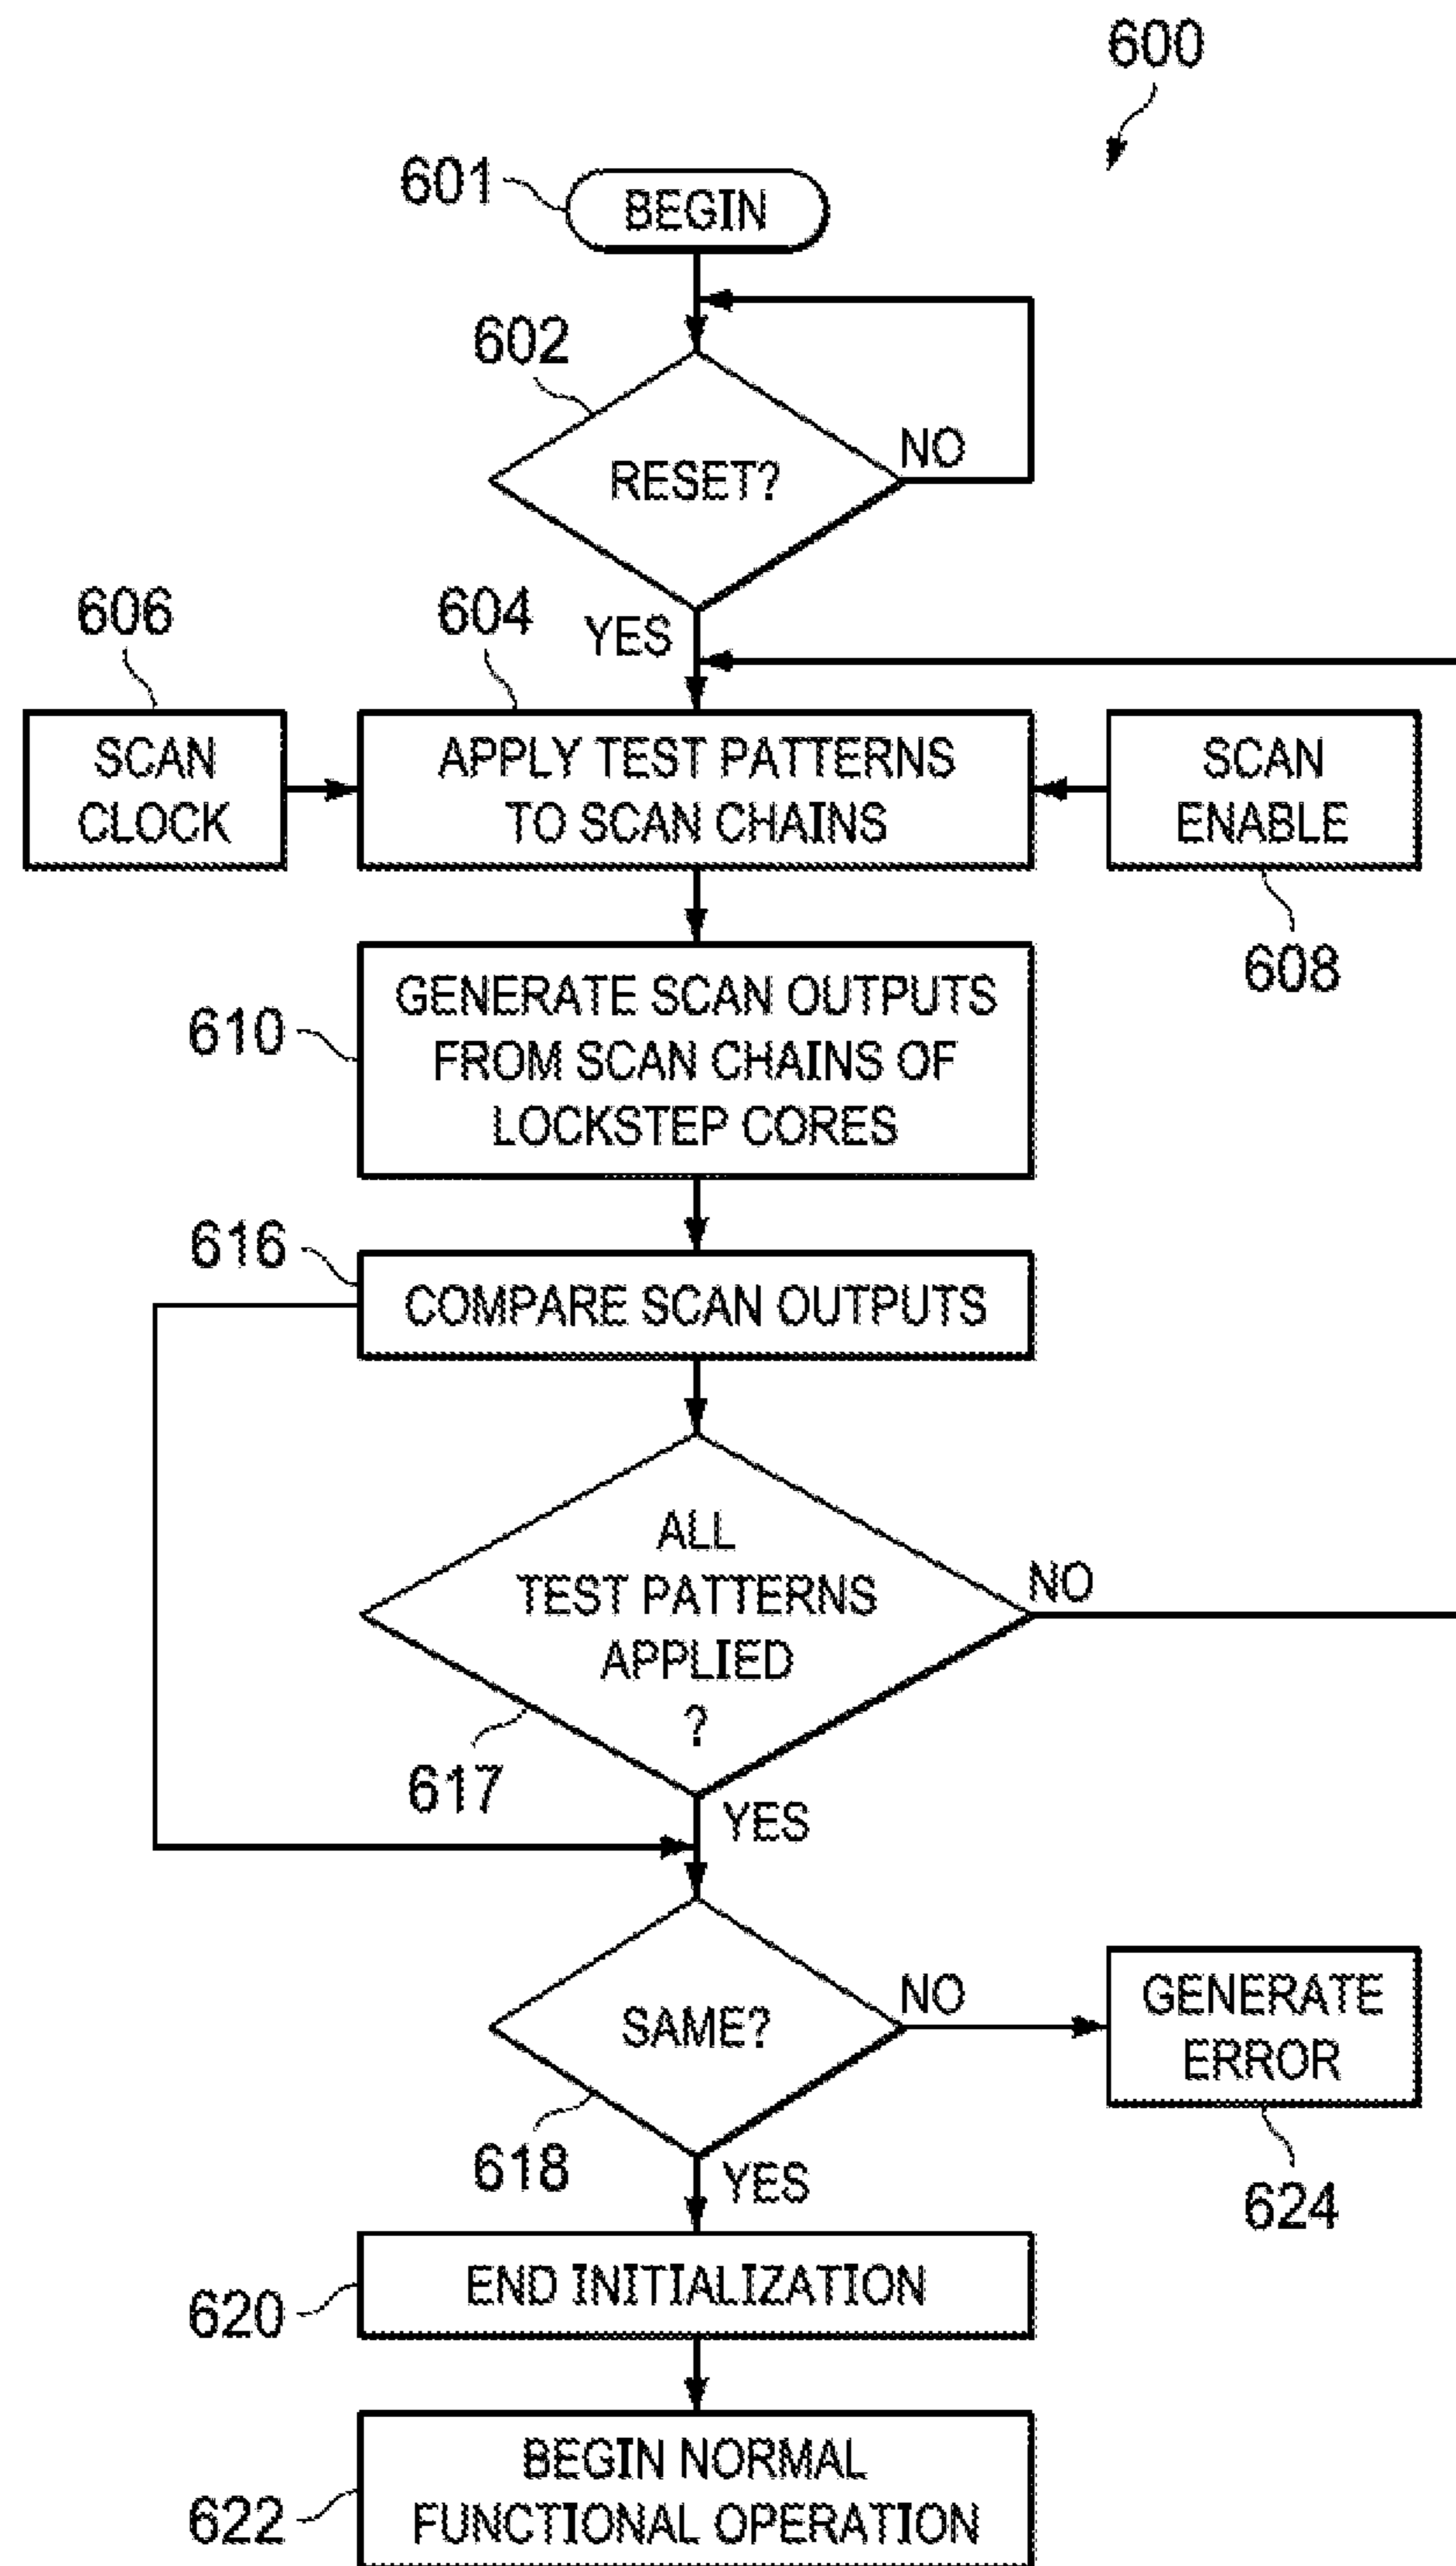 600
601
BEGIN
602
RESET?
NO
YES
606
604
SCAN
CLOCK
APPLY TEST PATTERNS
TO SCAN CHAINS
SCAN
ENABLE
608
610
GENERATE SCAN OUTPUTS
FROM SCAN CHAINS OF
LOCKSTEP CORES
616
COMPARE SCAN OUTPUTS
ALL
TEST PATTERNS
APPLIED
?
NO
617
YES
SAME?
NO
GENERATE
ERROR
618
YES
624
END INITIALIZATION
620
BEGIN NORMAL
FUNCTIONAL OPERATION
622